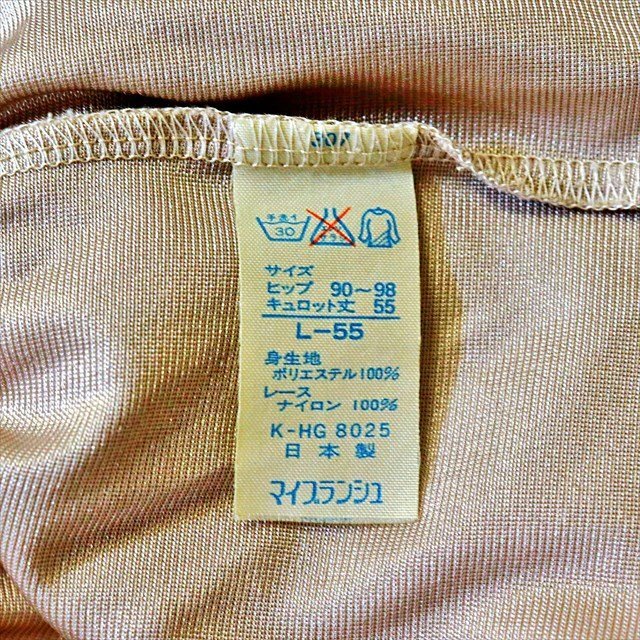 手洗イ
30
サイズ
ヒップ 90～98
キュロット丈 55
L-55
身生地
ポリエステル100%
レース
ナイロン 100%
K-HG 8025
日本製
マイブランシュ